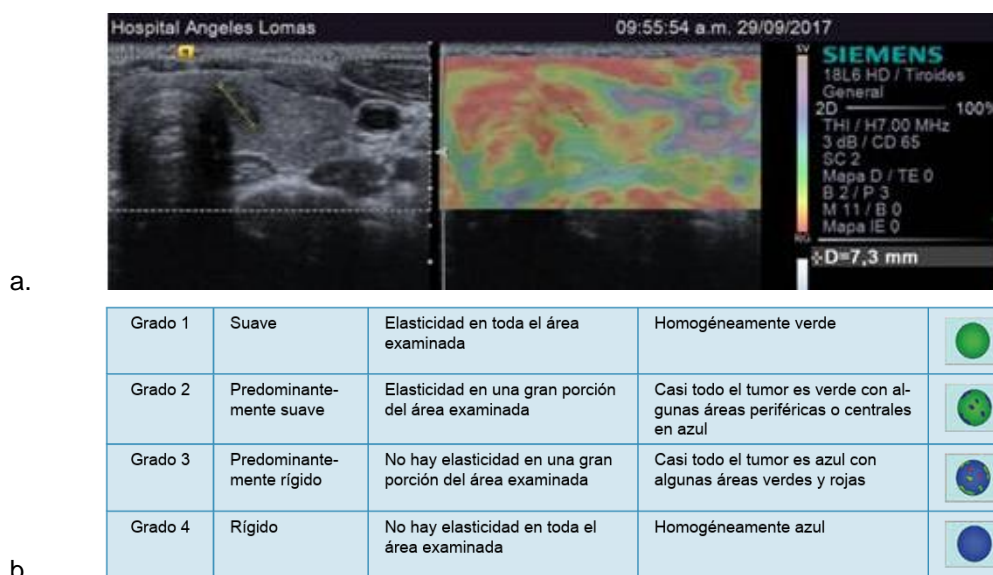 Hospital Angeles Lomas 09:55:54 a.m. 29/09/2017
SV
SIEMENS
18L6 HD / Tiroides
General
2D 100%
THI / H7.00 MHz
3 dB / CD 65
SC 2
Mapa D / TE 0
B 2 / P 3
M 11 / B 0
Mapa IE 0
D=7,3 mm
a.
Grado 1 Suave Elasticidad en toda el área Homogéneamente verde
examinada
Grado 2 Predominante- Elasticidad en una gran porción Casi todo el tumor es verde con al-
mente suave del área examinada gunas áreas periféricas o centrales
en azul
Grado 3 Predominante- No hay elasticidad en una gran Casi todo el tumor es azul con
mente rígido porción del área examinada algunas áreas verdes y rojas
Grado 4 Rígido No hay elasticidad en toda el Homogéneamente azul
área examinada
b